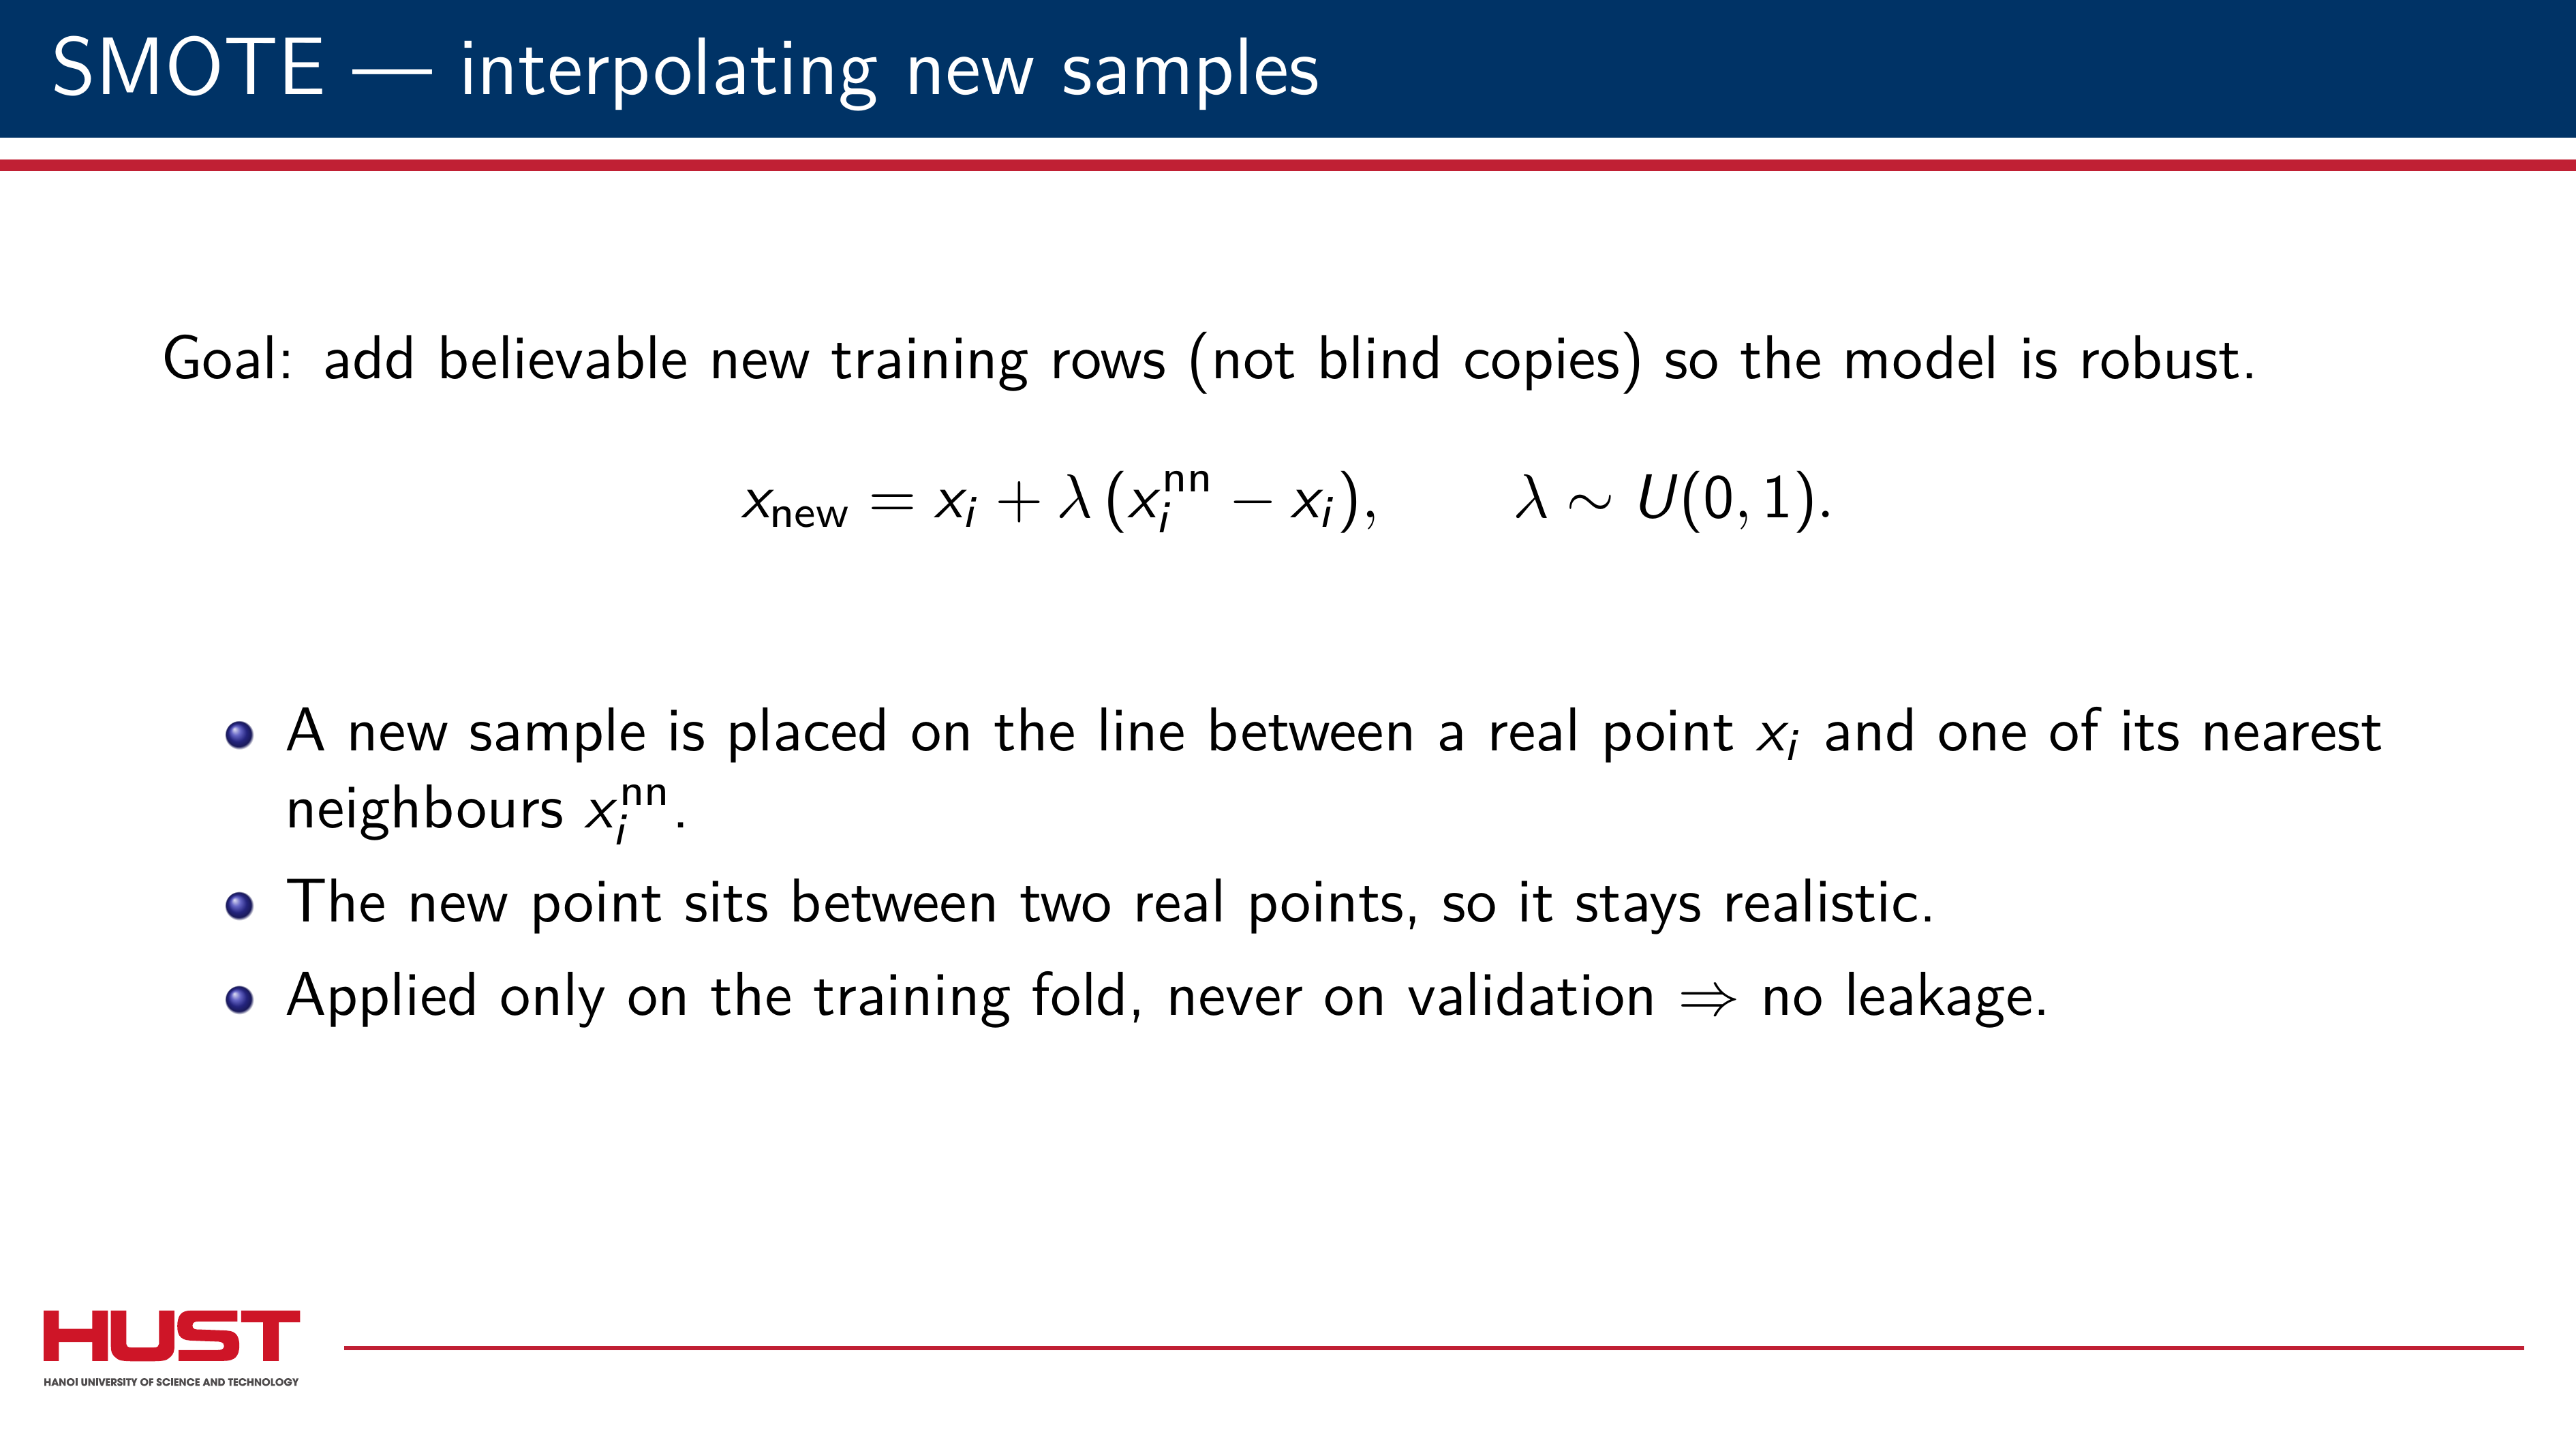 SMOTE — interpolating new samples
Goal: add believable new training rows (not blind copies) so the model is robust.
x_new = x_i + λ (x_i^nn − x_i), λ ∼ U(0, 1).
A new sample is placed on the line between a real point x_i and one of its nearest
neighbours x_i^nn.
The new point sits between two real points, so it stays realistic.
Applied only on the training fold, never on validation ⇒ no leakage.
HUST
HANOI UNIVERSITY OF SCIENCE AND TECHNOLOGY